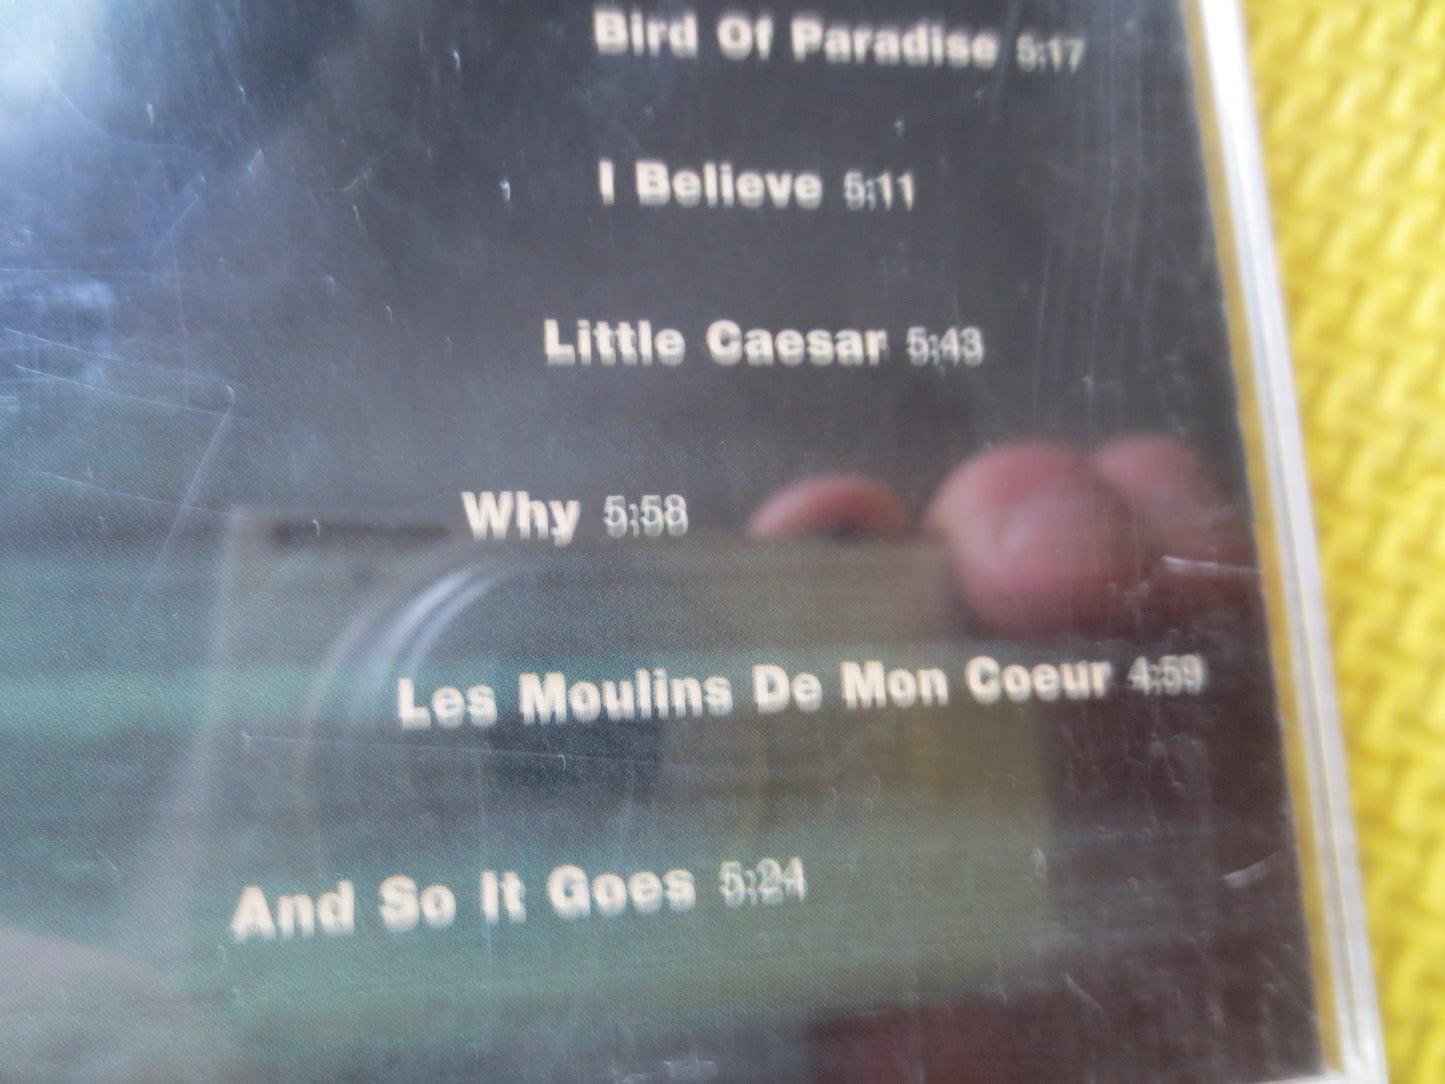 Bird Of Paradise 5:17
I Believe 5:11
Little Caesar 5:43
Why 5:58
Les Moulins De Mon Coeur 4:59
And So It Goes 5:24